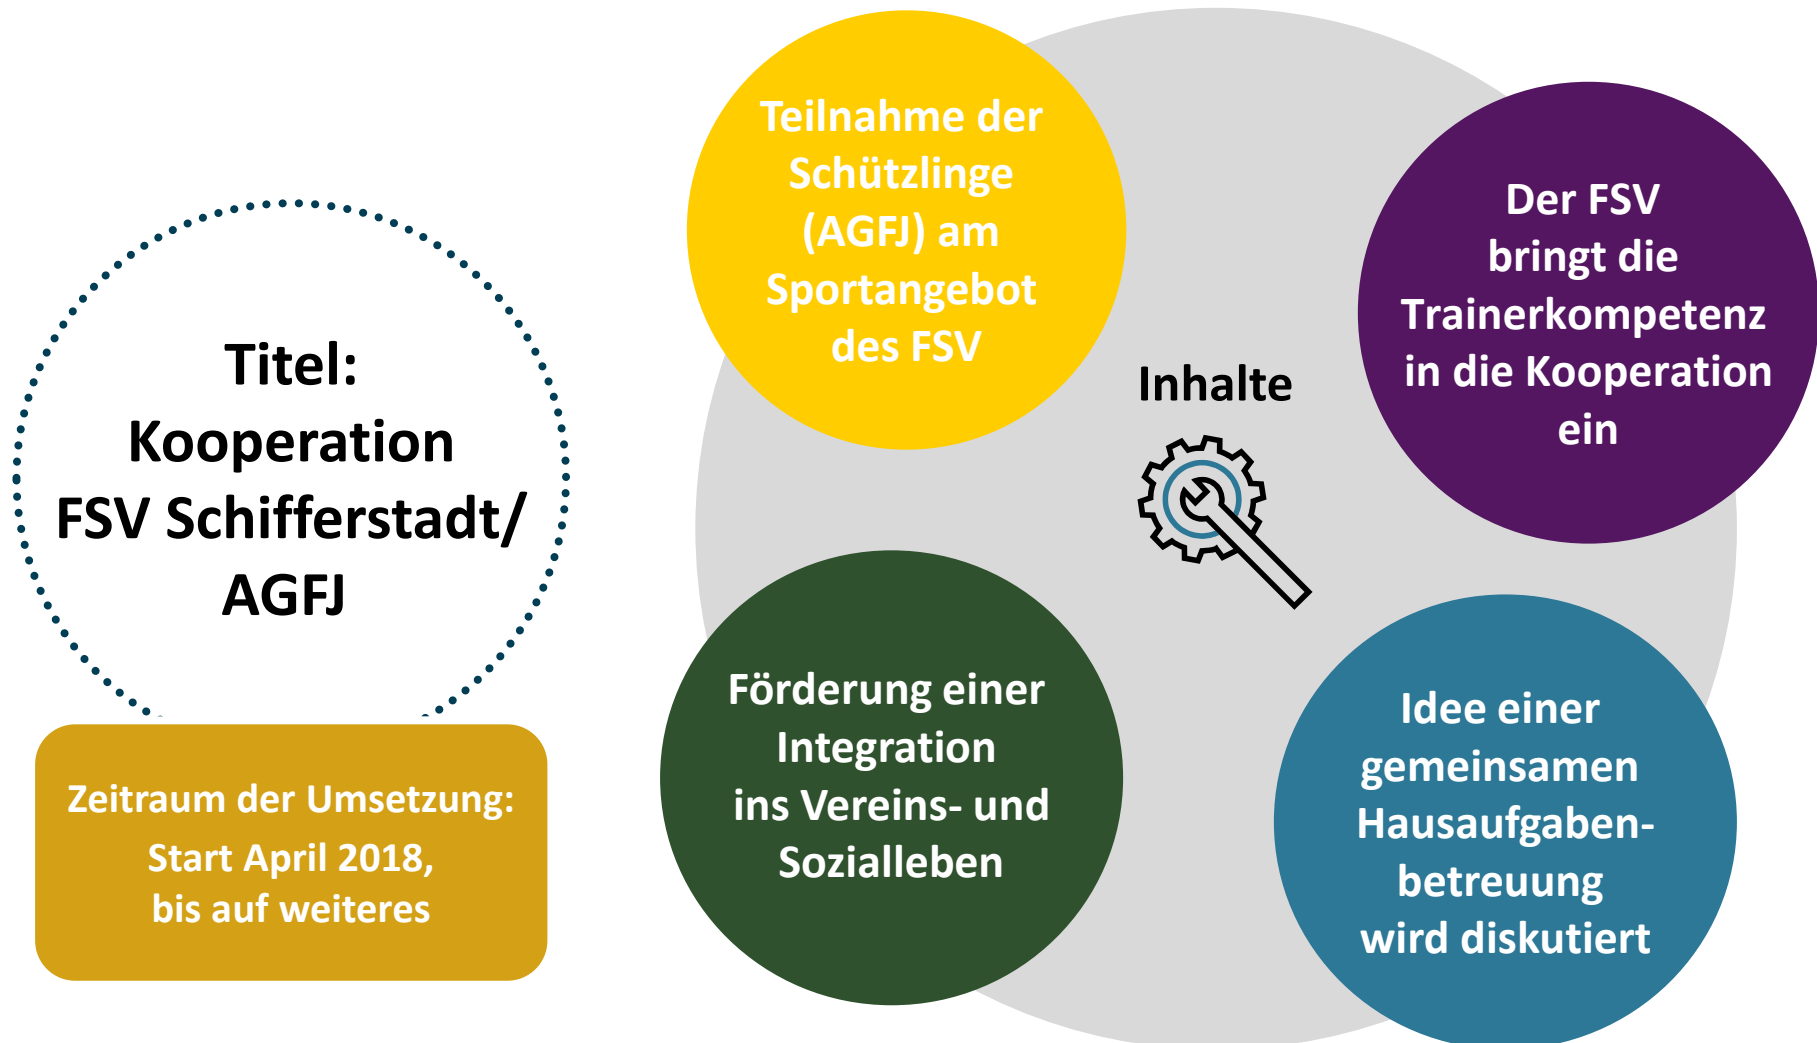 Titel:
Kooperation
FSV Schifferstadt/
AGFJ
Zeitraum der Umsetzung:
Start April 2018,
bis auf weiteres
Teilnahme der
Schützlinge
(AGFJ) am
Sportangebot
des FSV
Der FSV
bringt die
Trainerkompetenz
in die Kooperation
ein
Inhalte
Förderung einer
Integration
ins Vereins- und
Sozialleben
Idee einer
gemeinsamen
Hausaufgaben-
betreuung
wird diskutiert